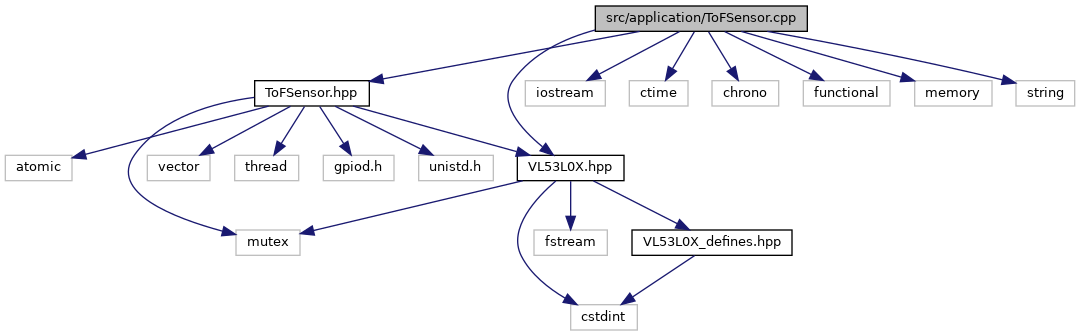 src/application/ToFSensor.cpp
ToFSensor.hpp
iostream
ctime
chrono
functional
memory
string
atomic
vector
thread
gpiod.h
unistd.h
VL53L0X.hpp
mutex
fstream
VL53L0X_defines.hpp
cstdint